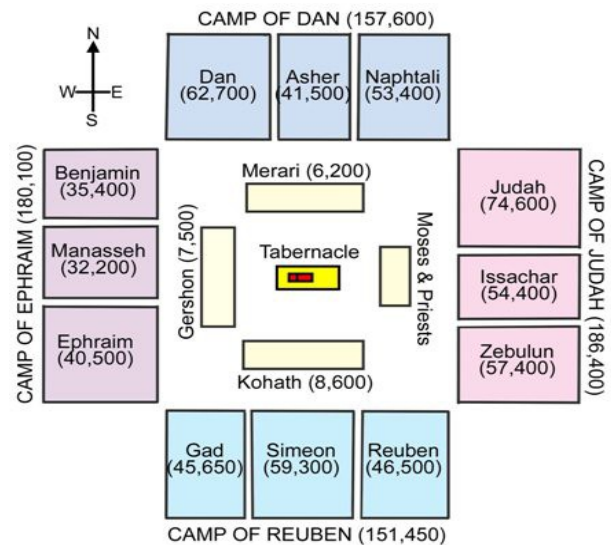 CAMP OF DAN (157,600)
N
W
E
S
Dan
(62,700)
Asher
(41,500)
Naphtali
(53,400)
CAMP OF EPHRAIM (180,100)
Benjamin
(35,400)
Manasseh
(32,200)
Ephraim
(40,500)
Merari (6,200)
Gershon (7,500)
Tabernacle
Moses & Priests
Kohath (8,600)
Judah
(74,600)
Issachar
(54,400)
Zebulun
(57,400)
CAMP OF JUDAH (186,400)
Gad
(45,650)
Simeon
(59,300)
Reuben
(46,500)
CAMP OF REUBEN (151,450)